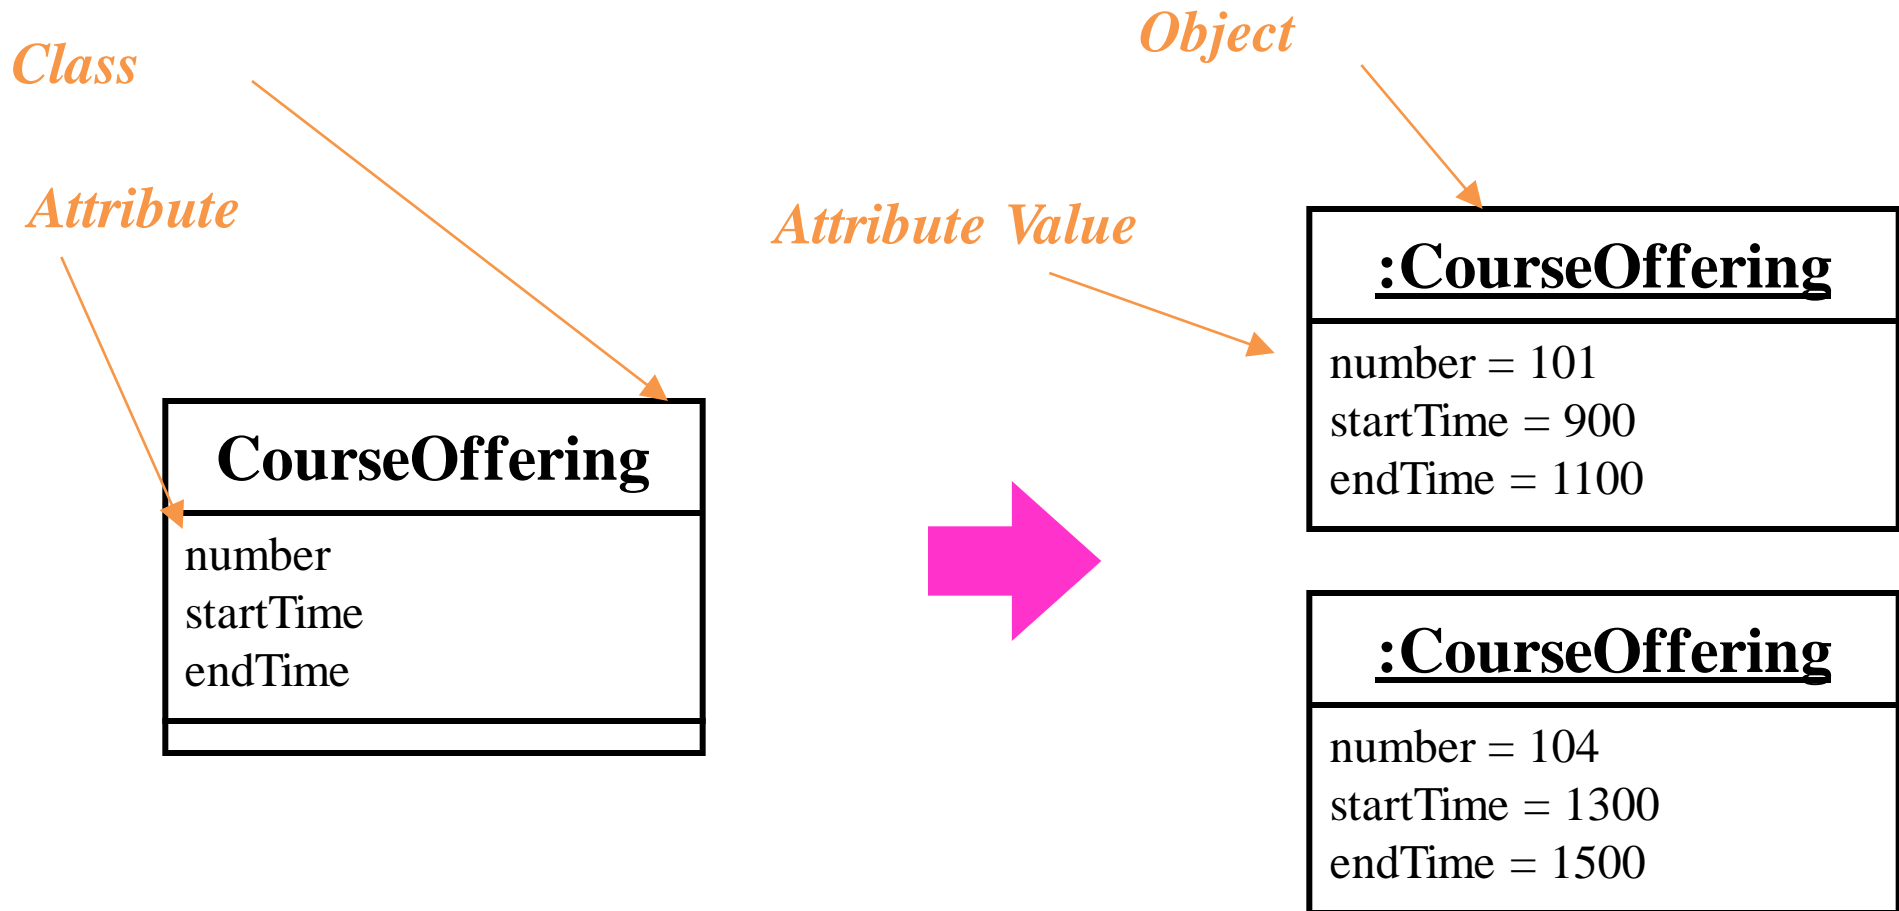 Class
Attribute
CourseOffering
number
startTime
endTime
Object
Attribute Value
:CourseOffering
number = 101
startTime = 900
endTime = 1100
:CourseOffering
number = 104
startTime = 1300
endTime = 1500